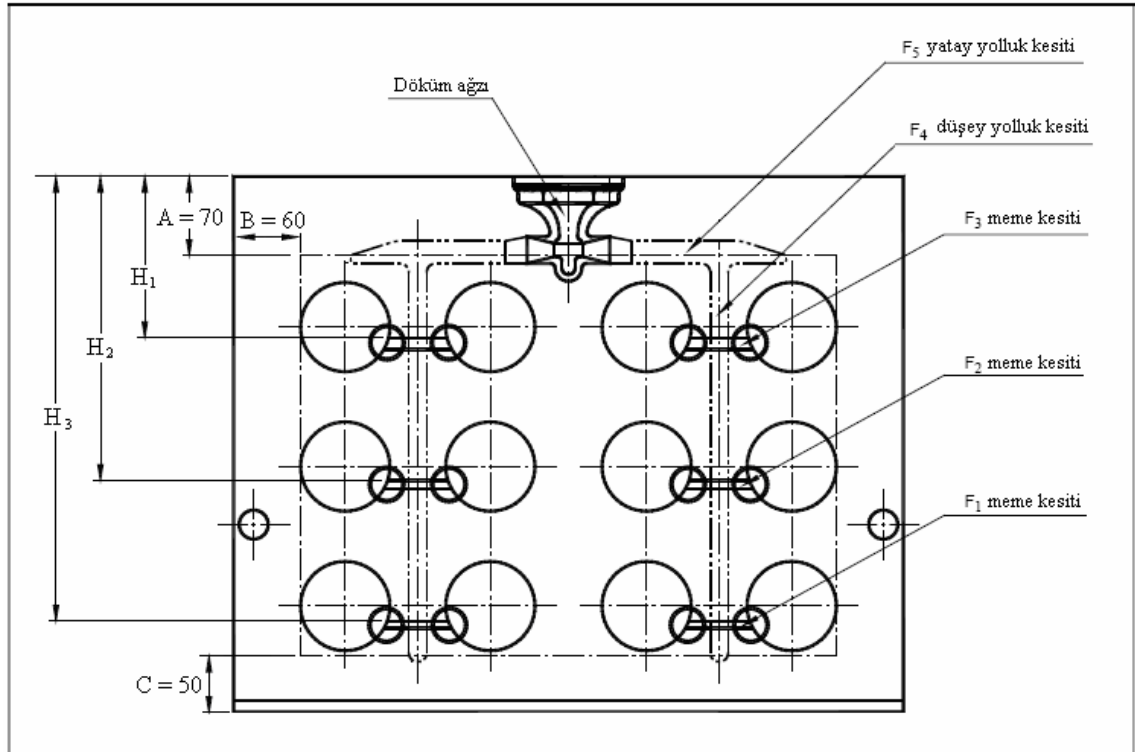 F₅ yatay yolluk kesiti
Döküm ağzı
F₄ düşey yolluk kesiti
A = 70
B = 60
F₃ meme kesiti
H₁
H₂
F₂ meme kesiti
H₃
F₁ meme kesiti
C = 50